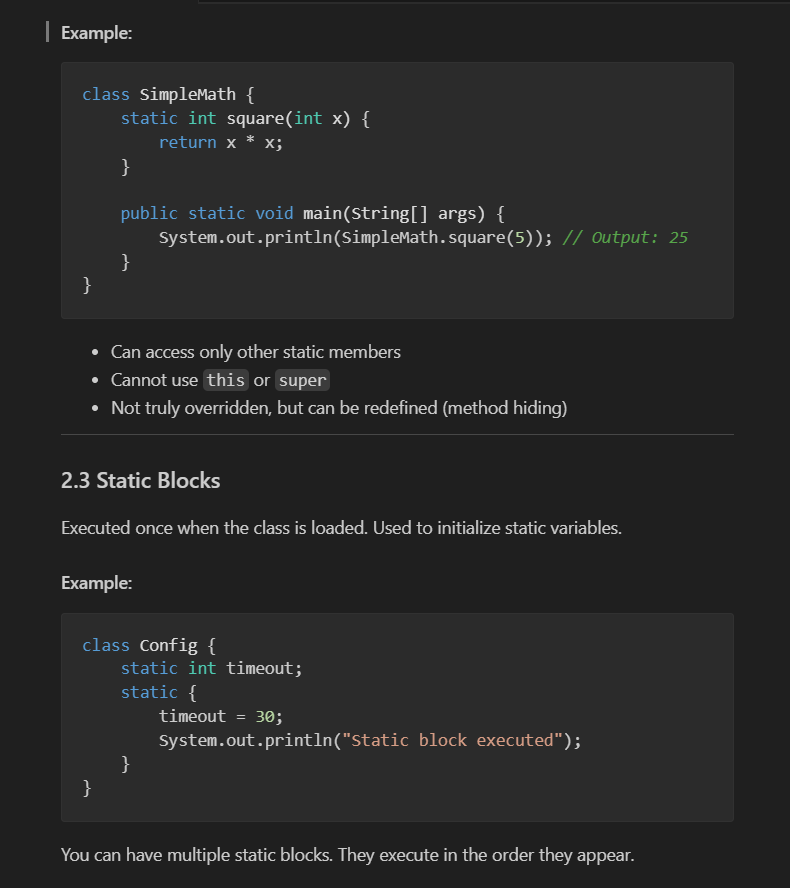 Example:
class SimpleMath {
    static int square(int x) {
        return x * x;
    }

    public static void main(String[] args) {
        System.out.println(SimpleMath.square(5)); // Output: 25
    }
}
• Can access only other static members
• Cannot use this or super
• Not truly overridden, but can be redefined (method hiding)
2.3 Static Blocks
Executed once when the class is loaded. Used to initialize static variables.
Example:
class Config {
    static int timeout;
    static {
        timeout = 30;
        System.out.println("Static block executed");
    }
}
You can have multiple static blocks. They execute in the order they appear.